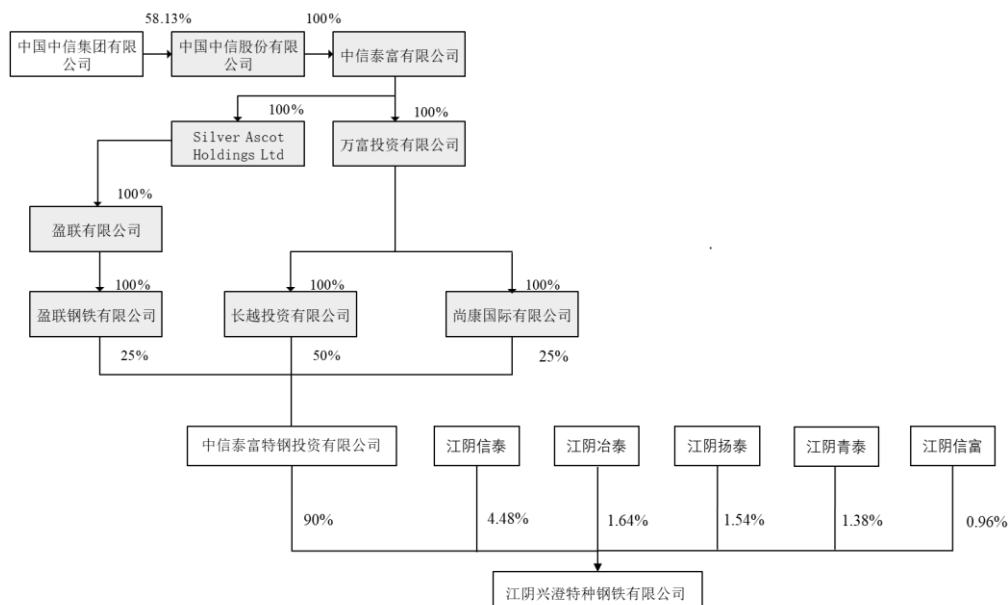 58.13%
100%
中国中信集团有限
公司
中国中信股份有限
公司
中信泰富有限公司
100%
100%
Silver Ascot
Holdings Ltd
万富投资有限公司
100%
盈联有限公司
100%
100%
100%
盈联钢铁有限公司
长越投资有限公司
尚康国际有限公司
25%
50%
25%
中信泰富特钢投资有限公司
江阴信泰
江阴冶泰
江阴扬泰
江阴青泰
江阴信富
90%
4.48%
1.64%
1.54%
1.38%
0.96%
江阴兴澄特种钢铁有限公司